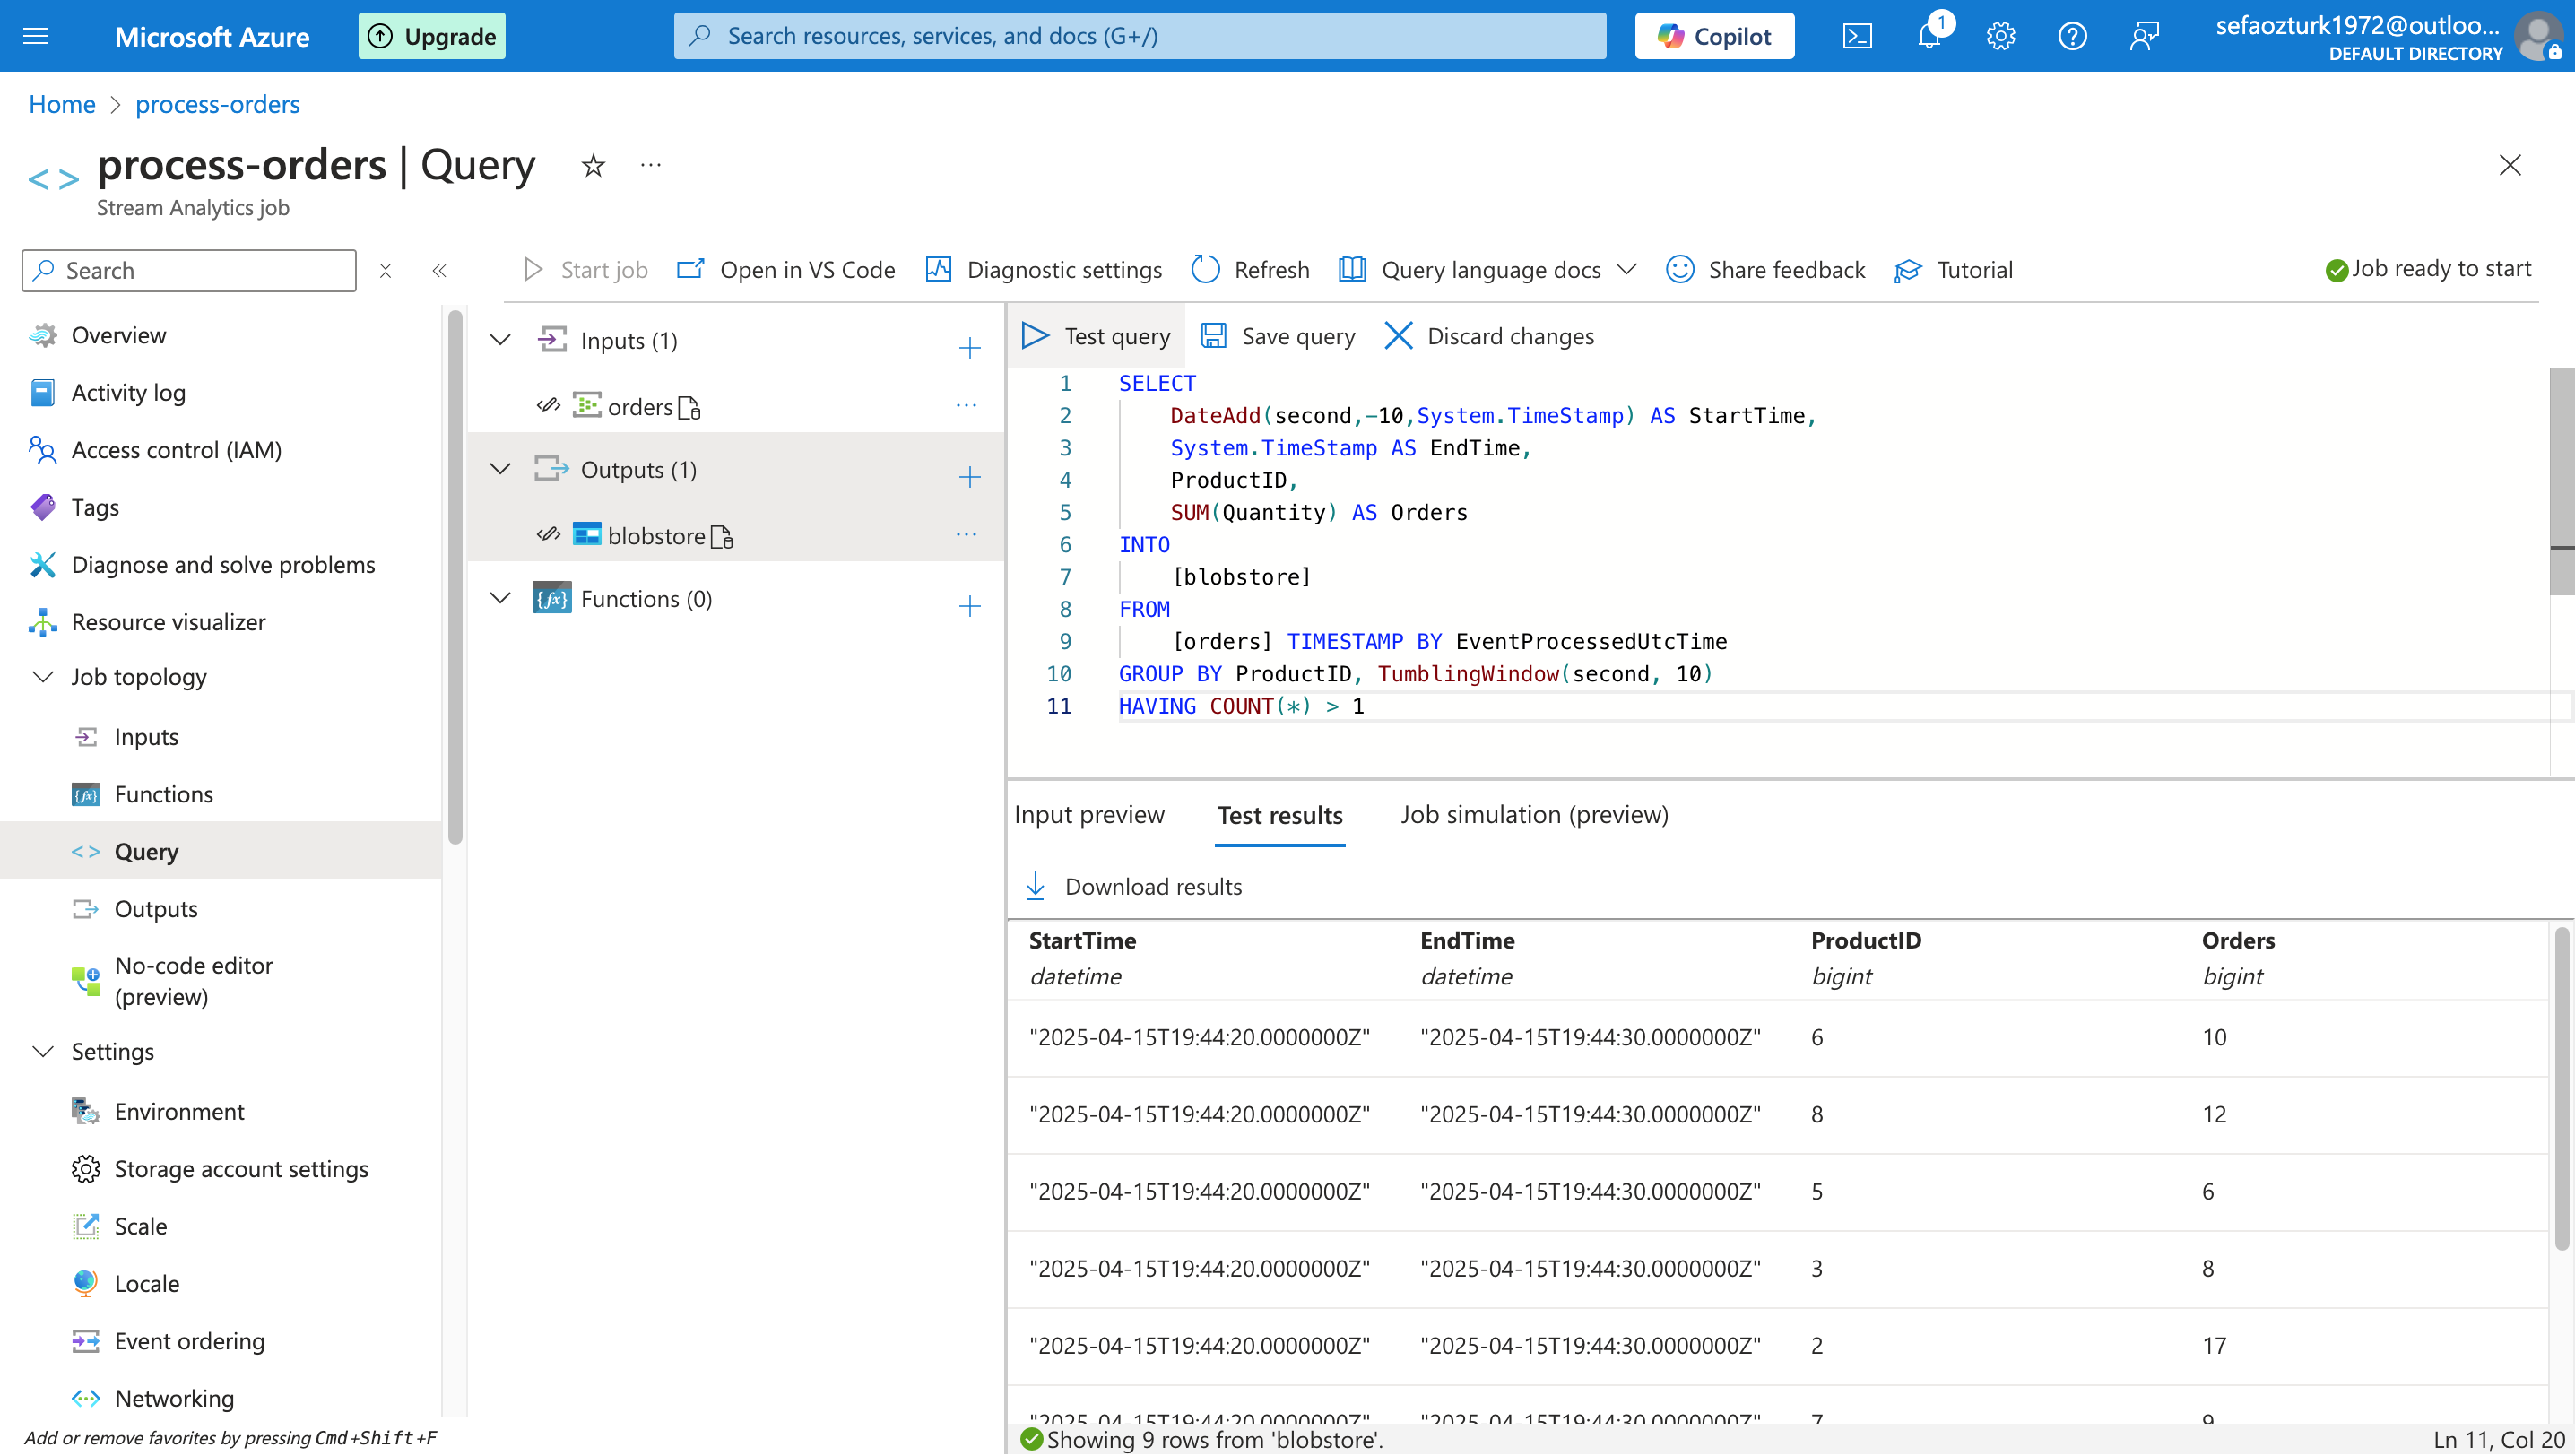 Microsoft Azure
Upgrade
Search resources, services, and docs (G+/)
Copilot
1
sefaozturk1972@outloo...
DEFAULT DIRECTORY
Home > process-orders
process-orders | Query
Stream Analytics job
Search
Start job
Open in VS Code
Diagnostic settings
Refresh
Query language docs
Share feedback
Tutorial
Job ready to start
Overview
Activity log
Access control (IAM)
Tags
Diagnose and solve problems
Resource visualizer
Job topology
Inputs
Functions
Query
Outputs
No-code editor
(preview)
Settings
Environment
Storage account settings
Scale
Locale
Event ordering
Networking
Add or remove favorites by pressing Cmd+Shift+F
Inputs (1)
orders
Outputs (1)
blobstore
Functions (0)
Test query
Save query
Discard changes
1 SELECT
2 DateAdd(second,-10,System.TimeStamp) AS StartTime,
3 System.TimeStamp AS EndTime,
4 ProductID,
5 SUM(Quantity) AS Orders
6 INTO
7 [blobstore]
8 FROM
9 [orders] TIMESTAMP BY EventProcessedUtcTime
10 GROUP BY ProductID, TumblingWindow(second, 10)
11 HAVING COUNT(*) > 1
Input preview
Test results
Job simulation (preview)
Download results
StartTime EndTime ProductID Orders
datetime datetime bigint bigint
"2025-04-15T19:44:20.0000000Z" "2025-04-15T19:44:30.0000000Z" 6 10
"2025-04-15T19:44:20.0000000Z" "2025-04-15T19:44:30.0000000Z" 8 12
"2025-04-15T19:44:20.0000000Z" "2025-04-15T19:44:30.0000000Z" 5 6
"2025-04-15T19:44:20.0000000Z" "2025-04-15T19:44:30.0000000Z" 3 8
"2025-04-15T19:44:20.0000000Z" "2025-04-15T19:44:30.0000000Z" 2 17
"2025-04-15T19:44:20.0000000Z" "2025-04-15T19:44:30.0000000Z" 7 9
Showing 9 rows from 'blobstore'.
Ln 11, Col 20